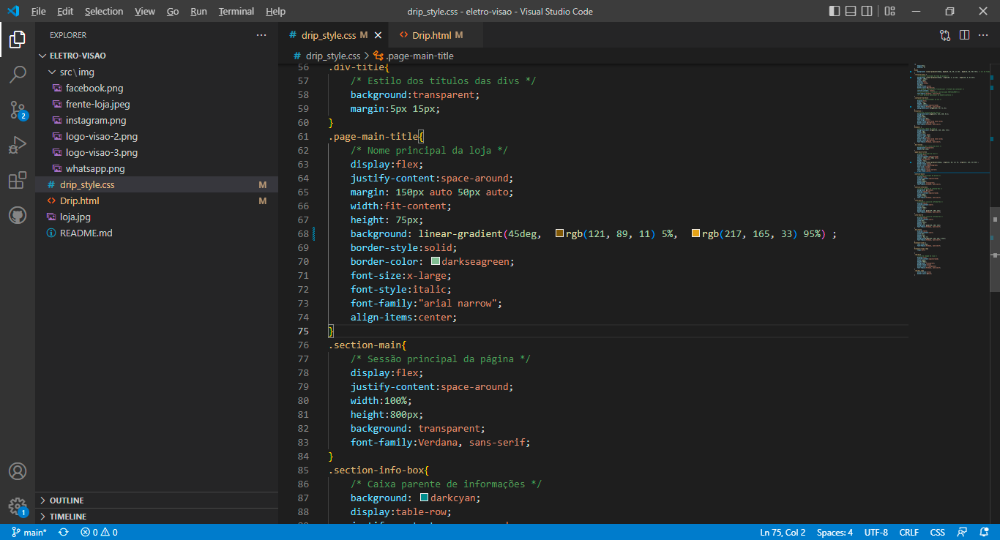 File Edit Selection View Go Run Terminal Help drip_style.css - eletro-visao - Visual Studio Code
EXPLORER
ELETRO-VISAO
src\img
facebook.png
frente-loja.jpeg
instagram.png
logo-visao-2.png
logo-visao-3.png
whatsapp.png
# drip_style.css M
<> Drip.html M
loja.jpg
README.md
OUTLINE
TIMELINE
2
1
# drip_style.css M <> Drip.html M
# drip_style.css > .page-main-title
56 .div-title{
57 /* Estilo dos títulos das divs */
58 background:transparent;
59 margin:5px 15px;
60 }
61 .page-main-title{
62 /* Nome principal da loja */
63 display:flex;
64 justify-content:space-around;
65 margin: 150px auto 50px auto;
66 width:fit-content;
67 height: 75px;
68 background: linear-gradient(45deg, rgb(121, 89, 11) 5%, rgb(217, 165, 33) 95%) ;
69 border-style:solid;
70 border-color: darkseagreen;
71 font-size:x-large;
72 font-style:italic;
73 font-family:"arial narrow";
74 align-items:center;
75 }
76 .section-main{
77 /* Sessão principal da página */
78 display:flex;
79 justify-content:space-around;
80 width:100%;
81 height:800px;
82 background: transparent;
83 font-family:Verdana, sans-serif;
84 }
85 .section-info-box{
86 /* Caixa parente de informações */
87 background: darkcyan;
88 display:table-row;
main* 0 0 Ln 75, Col 2 Spaces: 4 UTF-8 CRLF CSS